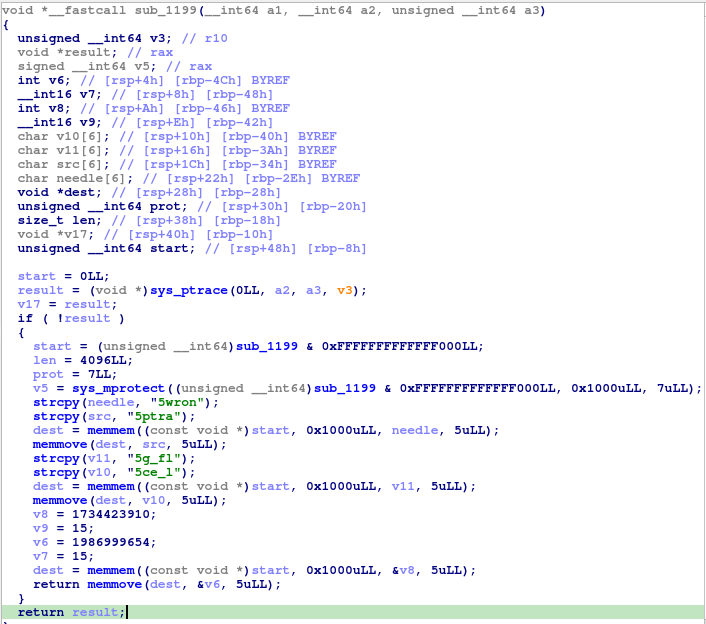 void *__fastcall sub_1199(__int64 a1, __int64 a2, unsigned __int64 a3)
{
  unsigned __int64 v3; // r10
  void *result; // rax
  signed __int64 v5; // rax
  int v6; // [rsp+4h] [rbp-4Ch] BYREF
  __int16 v7; // [rsp+8h] [rbp-48h]
  int v8; // [rsp+Ah] [rbp-46h] BYREF
  __int16 v9; // [rsp+Eh] [rbp-42h]
  char v10[6]; // [rsp+10h] [rbp-40h] BYREF
  char v11[6]; // [rsp+16h] [rbp-3Ah] BYREF
  char src[6]; // [rsp+1Ch] [rbp-34h] BYREF
  char needle[6]; // [rsp+22h] [rbp-2Eh] BYREF
  void *dest; // [rsp+28h] [rbp-28h]
  unsigned __int64 prot; // [rsp+30h] [rbp-20h]
  size_t len; // [rsp+38h] [rbp-18h]
  void *v17; // [rsp+40h] [rbp-10h]
  unsigned __int64 start; // [rsp+48h] [rbp-8h]

  start = 0LL;
  result = (void *)sys_ptrace(0LL, a2, a3, v3);
  v17 = result;
  if ( !result )
  {
    start = (unsigned __int64)sub_1199 & 0xFFFFFFFFFFFFF000LL;
    len = 4096LL;
    prot = 7LL;
    v5 = sys_mprotect((unsigned __int64)sub_1199 & 0xFFFFFFFFFFFFF000LL, 0x1000uLL, 7uLL);
    strcpy(needle, "5wron");
    strcpy(src, "5ptra");
    dest = memmem((const void *)start, 0x1000uLL, needle, 5uLL);
    memmove(dest, src, 5uLL);
    strcpy(v11, "5g_fl");
    strcpy(v10, "5ce_l");
    dest = memmem((const void *)start, 0x1000uLL, v11, 5uLL);
    memmove(dest, v10, 5uLL);
    v8 = 1734423910;
    v9 = 15;
    v6 = 1986999654;
    v7 = 15;
    dest = memmem((const void *)start, 0x1000uLL, &v8, 5uLL);
    return memmove(dest, &v6, 5uLL);
  }
  return result;